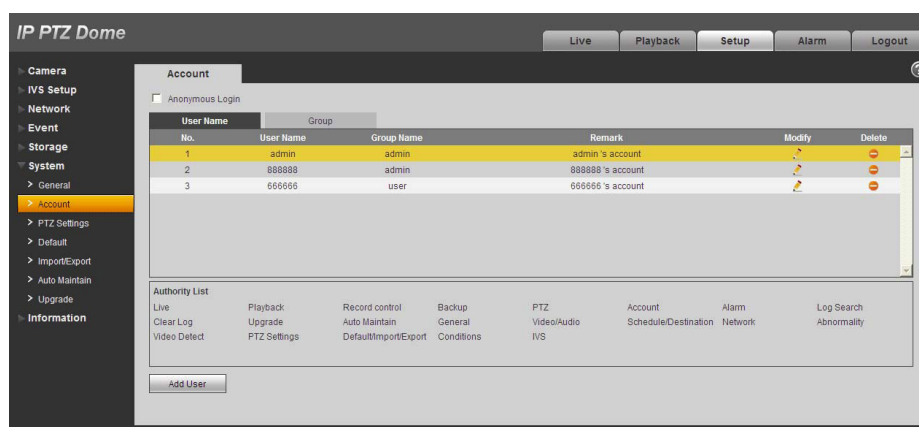 IP PTZ Dome
Live Playback Setup Alarm Logout
Camera
IVS Setup
Network
Event
Storage
System
General
Account
PTZ Settings
Default
Import/Export
Auto Maintain
Upgrade
Information
Account
Anonymous Login
User Name Group
No. User Name Group Name Remark Modify Delete
1 admin admin admin 's account
2 888888 admin 888888 's account
3 666666 user 666666 's account
Authority List
Live Playback Record control Backup PTZ Account Alarm Log Search
Clear Log Upgrade Auto Maintain General Video/Audio Schedule/Destination Network Abnormality
Video Detect PTZ Settings Default/Import/Export Conditions IVS
Add User